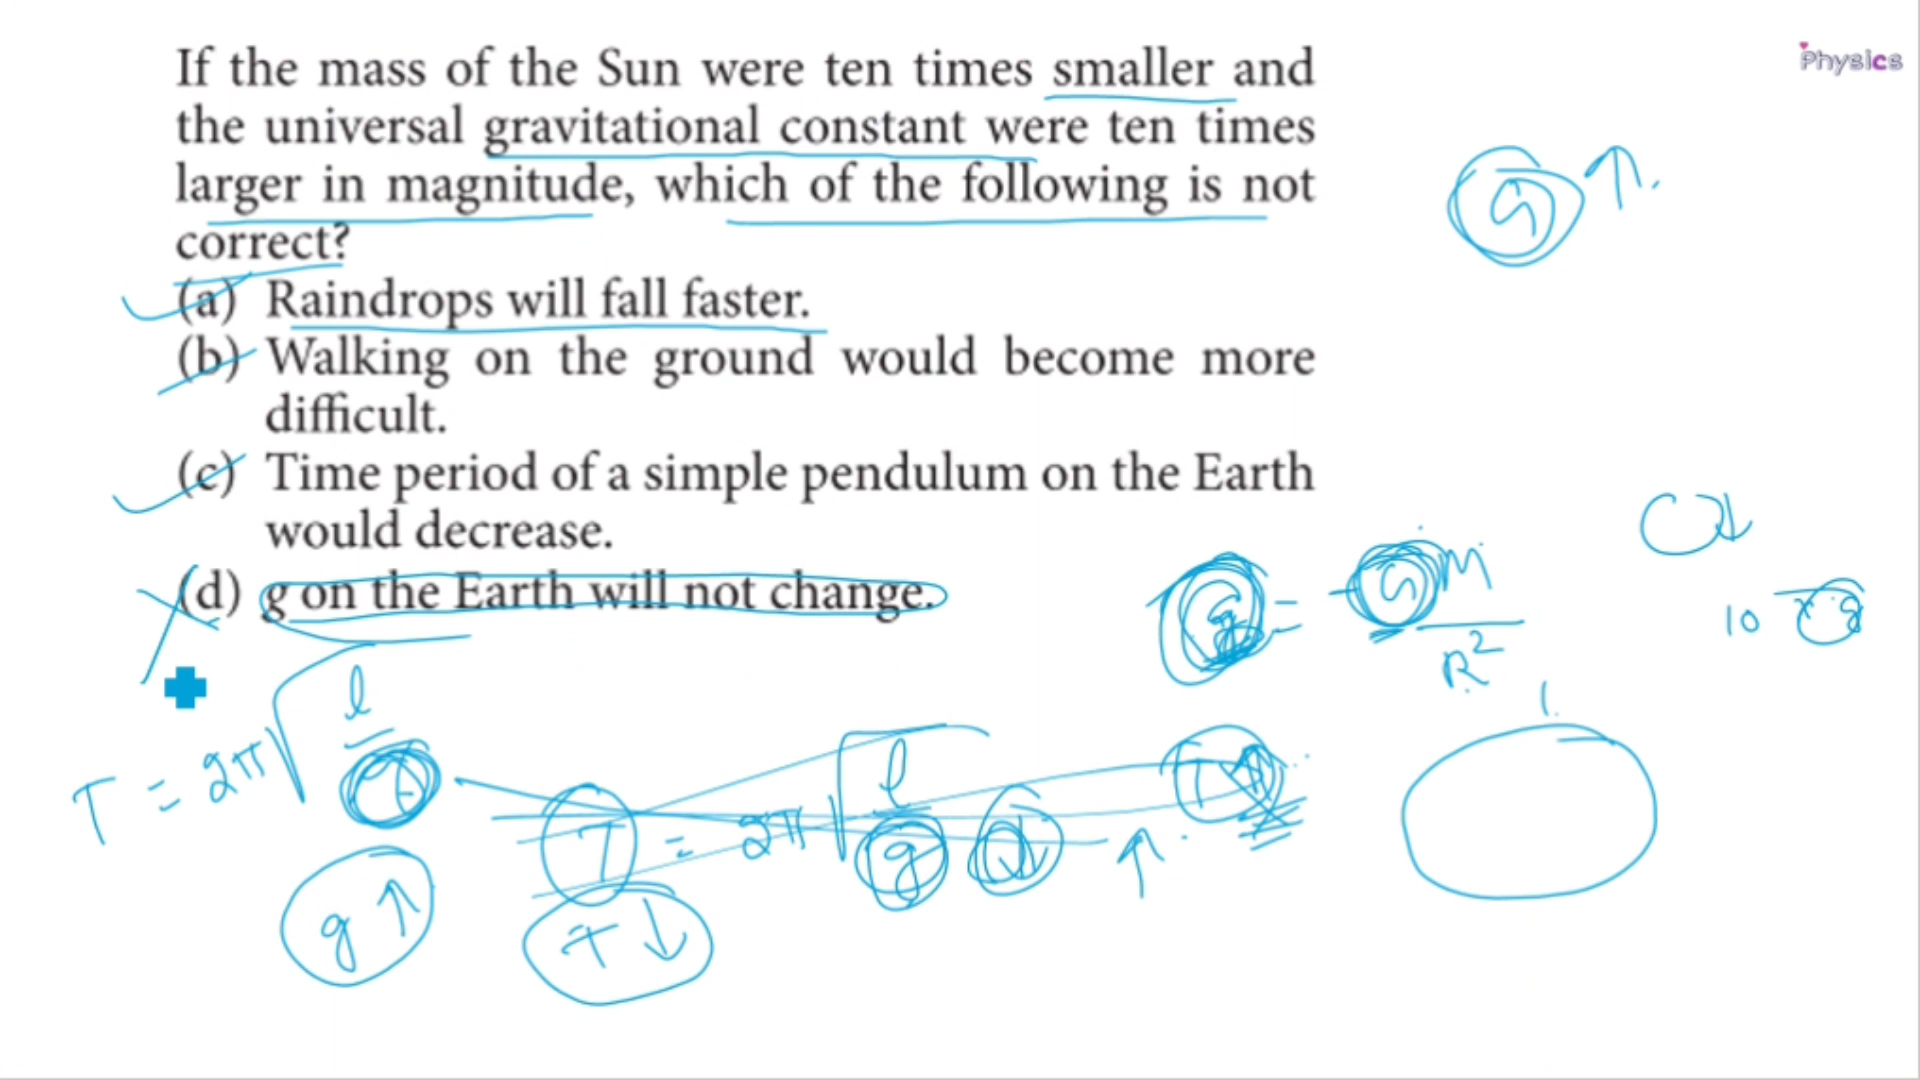 Physics
If the mass of the Sun were ten times smaller and
the universal gravitational constant were ten times
larger in magnitude, which of the following is not
correct?
(a) Raindrops will fall faster.
(b) Walking on the ground would become more
difficult.
(c) Time period of a simple pendulum on the Earth
would decrease.
(d) g on the Earth will not change.
G ↑
g = GM / R²
10
T = 2π √ l / g
T = 2π √ l / g ↓ ↑
T ↑
g ↑
T ↓